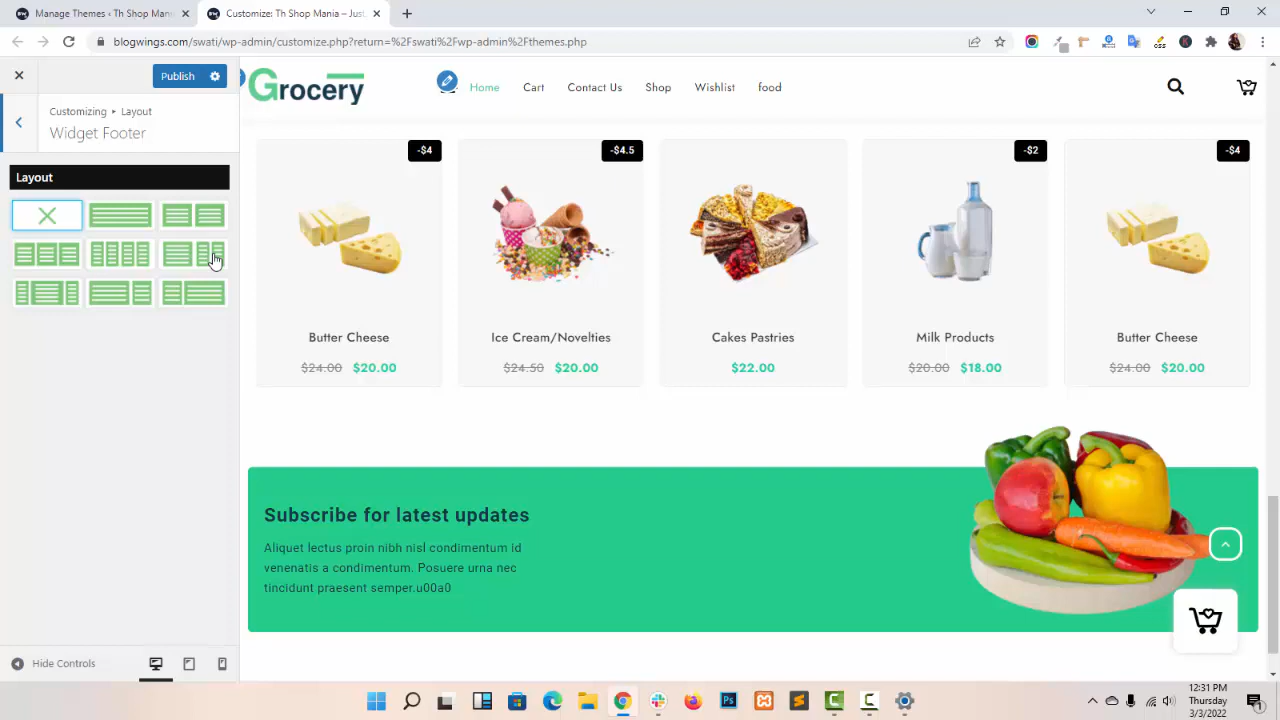 Manage Themes ‹ Th Shop Man
Customize: Th Shop Mania – Just
blogwings.com/swati/wp-admin/customize.php?return=%2Fswati%2Fwp-admin%2Fthemes.php
Publish
Customizing ▸ Layout
Widget Footer
Layout
Hide Controls
Grocery
Home
Cart
Contact Us
Shop
Wishlist
food
-$4
-$4.5
-$2
-$4
Butter Cheese
$24.00 $20.00
Ice Cream/Novelties
$24.50 $20.00
Cakes Pastries
$22.00
Milk Products
$20.00 $18.00
Butter Cheese
$24.00 $20.00
Subscribe for latest updates
Aliquet lectus proin nibh nisl condimentum id
venenatis a condimentum. Posuere urna nec
tincidunt praesent semper.u00a0
12:31 PM
Thursday
3/3/2022